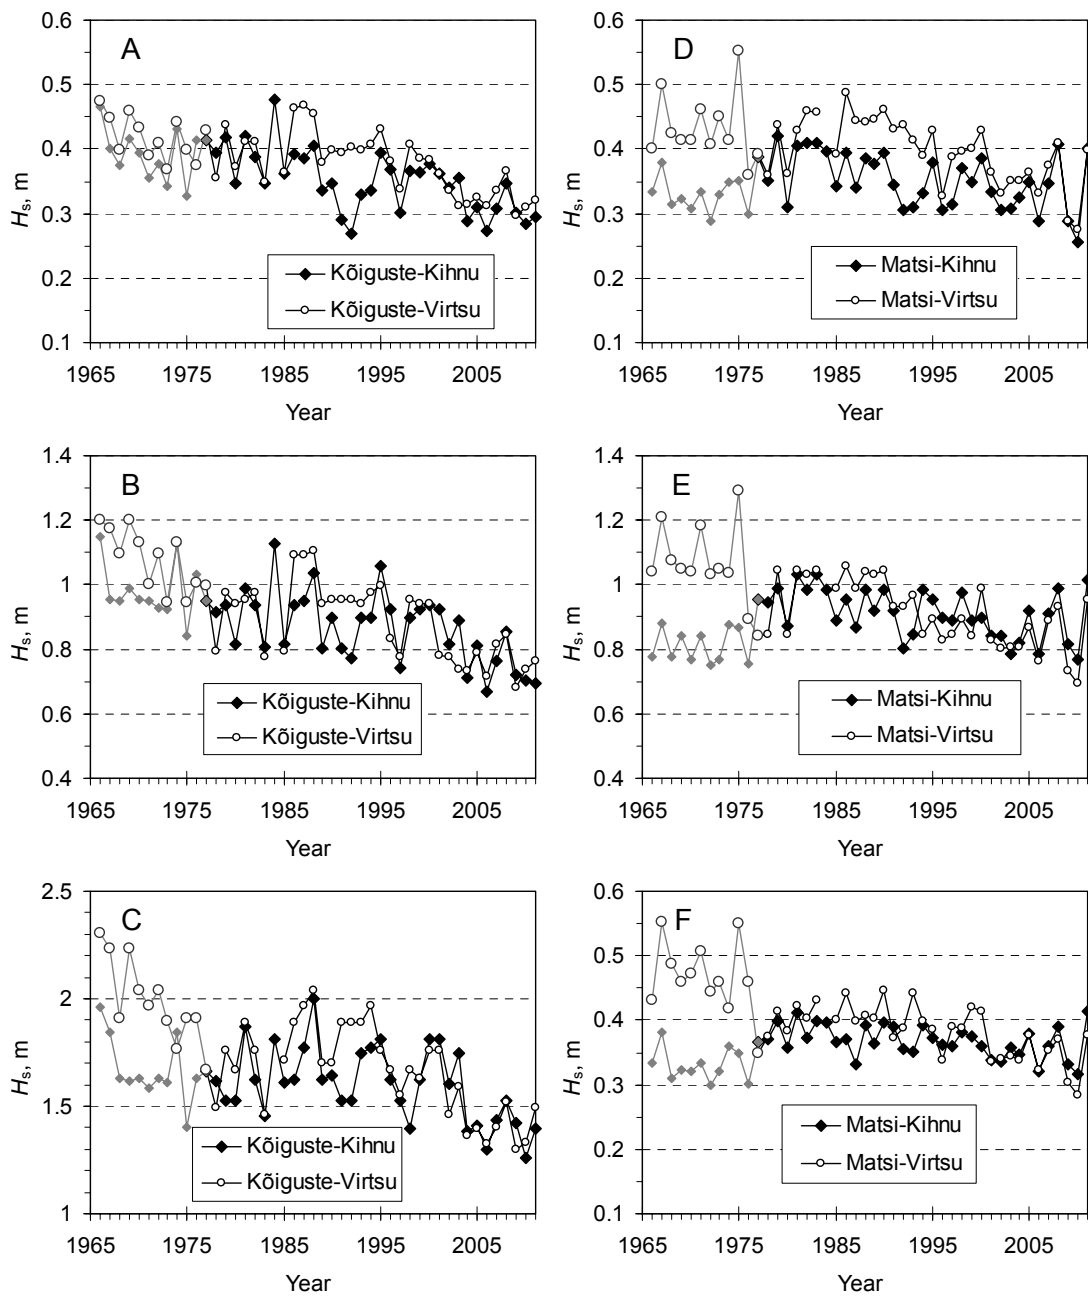 0.6
0.5
0.4
0.3
0.2
0.1
Hs, m
A
Kõiguste-Kihnu
Kõiguste-Virtsu
1965 1975 1985 1995 2005
Year
0.6
0.5
0.4
0.3
0.2
0.1
Hs, m
D
Matsi-Kihnu
Matsi-Virtsu
1965 1975 1985 1995 2005
Year
1.4
1.2
1
0.8
0.6
0.4
Hs, m
B
Kõiguste-Kihnu
Kõiguste-Virtsu
1965 1975 1985 1995 2005
Year
1.4
1.2
1
0.8
0.6
0.4
Hs, m
E
Matsi-Kihnu
Matsi-Virtsu
1965 1975 1985 1995 2005
Year
2.5
2
1.5
1
Hs, m
C
Kõiguste-Kihnu
Kõiguste-Virtsu
1965 1975 1985 1995 2005
Year
0.6
0.5
0.4
0.3
0.2
0.1
Hs, m
F
Matsi-Kihnu
Matsi-Virtsu
1965 1975 1985 1995 2005
Year